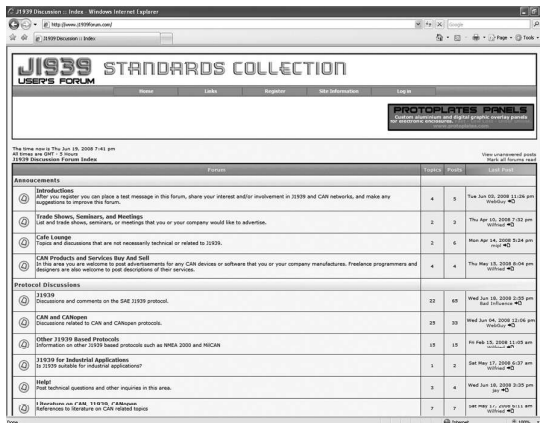 J1939 Discussion :: Index - Windows Internet Explorer
http://www.j1939forum.com/
Google
J1939 Discussion :: Index
Page
Tools
J1939 STANDARDS COLLECTION
USER'S FORUM
Home Links Register Site Information Log in
PROTOPLATES PANELS
Custom aluminium and digital graphic overlay panels
for electronic enclosures.
The time now is Thu Jun 19, 2008 7:41 pm
All times are GMT - 5 Hours
J1939 Discussion Forum Index
View unanswered posts
Mark all forums read
Forum Topics Posts Last Post
Annoucements
Introductions
After you register you can place a test message in this forum, share your interest and/or involvement in J1939 and CAN networks, and make any
suggestions to improve this forum.
4 5 Tue Jun 03, 2008 11:26 pm
WebGuy
Trade Shows, Seminars, and Meetings
List and trade shows, seminars, or meetings that you or your company would like to advertise.
2 3 Thu Apr 10, 2008 7:32 pm
Wilfried
Cafe Lounge
Topics and discussions that are not necessarily technical or related to J1939.
2 6 Mon Apr 14, 2008 5:24 pm
CAN Products and Services Buy And Sell
In this area you are welcome to post advertisements for any CAN devices or software that you or your company manufactures. Freelance programmers and
designers are also welcome to post descriptions of their services.
4 4 Thu May 15, 2008 8:04 pm
Wilfried
Protocol Discussions
J1939
Discussions and comments on the SAE J1939 protocol.
22 65 Wed Jun 18, 2008 2:55 pm
Bad Influence
CAN and CANopen
Discussions related to CAN and CANopen protocols.
25 33 Wed Jun 04, 2008 12:06 pm
WebGuy
Other J1939 Based Protocols
Information on other J1939 based protocols such as NMEA 2000 and MilCAN
15 15 Fri Feb 15, 2008 11:05 am
Wilfried
J1939 for Industrial Applications
Is J1939 suitable for industrial applications?
1 2 Sat May 17, 2008 6:37 am
Wilfried
Help!
Post technical questions and other inquiries in this area.
2 4 Wed Jun 18, 2008 3:35 pm
jay
Literature on CAN, J1939, CANopen
References to literature on CAN related topics
7 7 Sat May 17, 2008 6:11 am
Wilfried
Done
Internet
100%